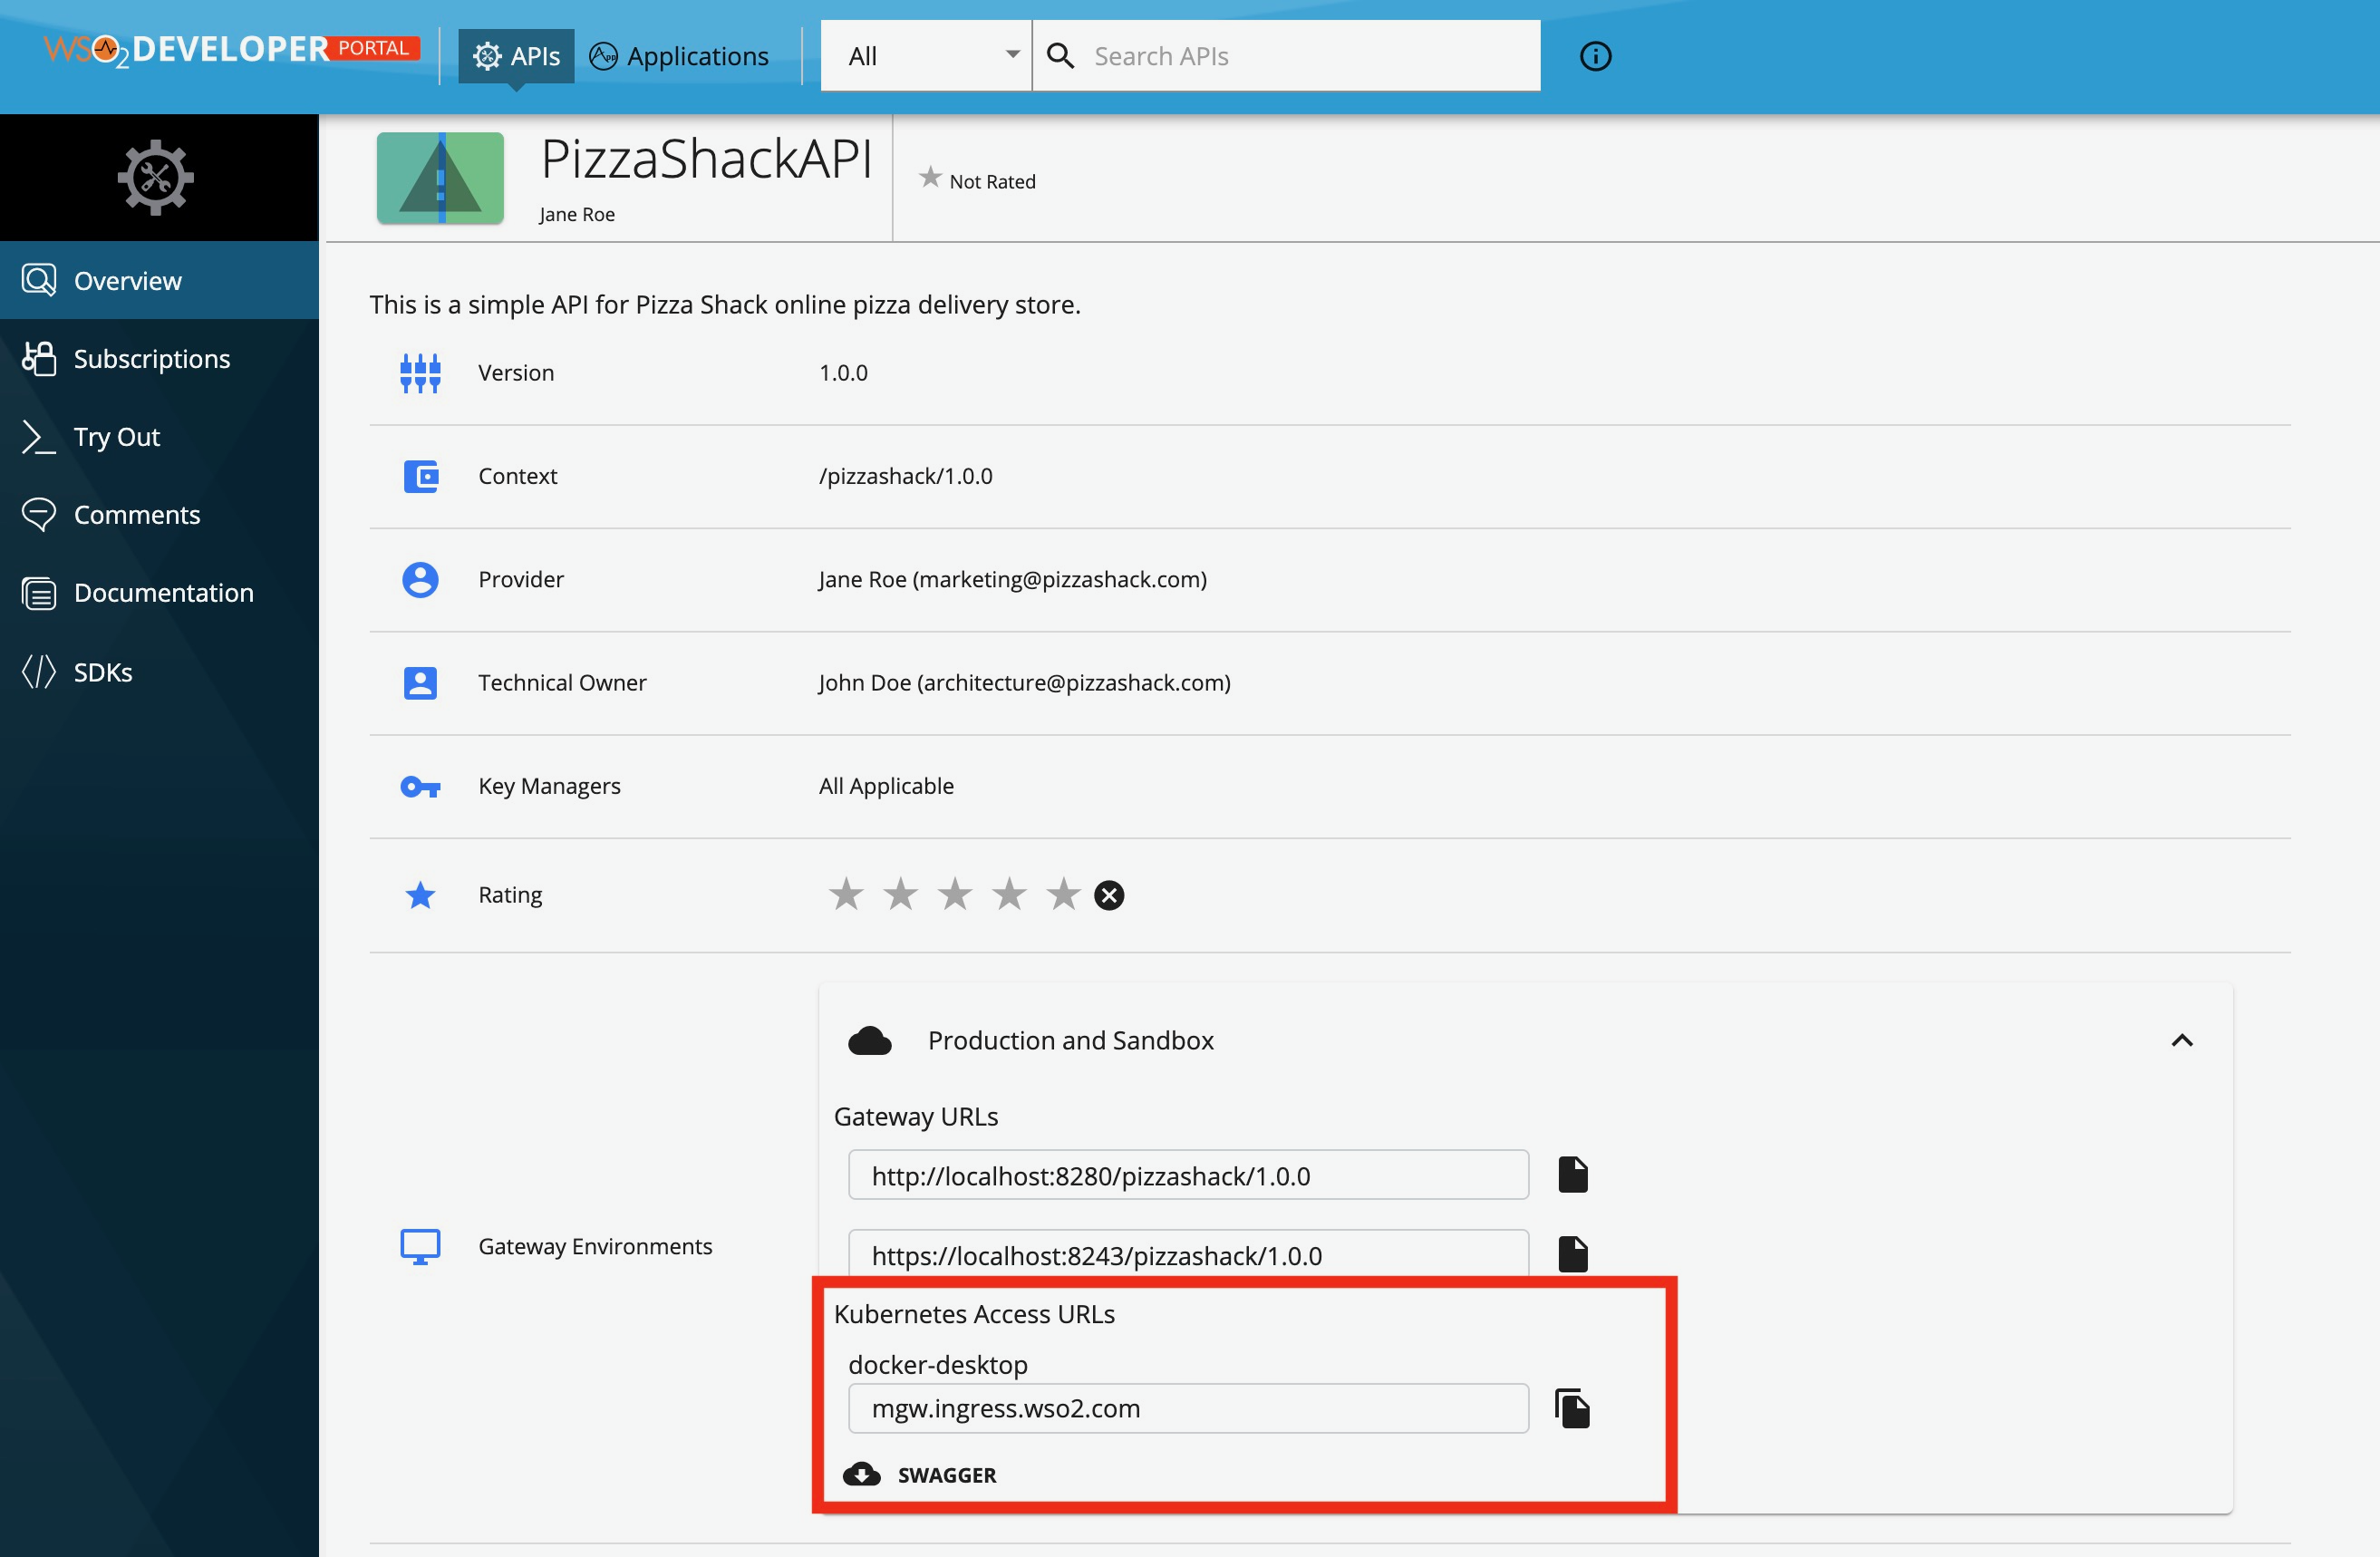 WSO2 DEVELOPER PORTAL
APIs
Applications
All
Search APIs
PizzaShackAPI
Jane Roe
Not Rated
Overview
Subscriptions
Try Out
Comments
Documentation
SDKs
This is a simple API for Pizza Shack online pizza delivery store.
Version 1.0.0
Context /pizzashack/1.0.0
Provider Jane Roe (marketing@pizzashack.com)
Technical Owner John Doe (architecture@pizzashack.com)
Key Managers All Applicable
Rating
Gateway Environments
Production and Sandbox
Gateway URLs
http://localhost:8280/pizzashack/1.0.0
https://localhost:8243/pizzashack/1.0.0
Kubernetes Access URLs
docker-desktop
mgw.ingress.wso2.com
SWAGGER